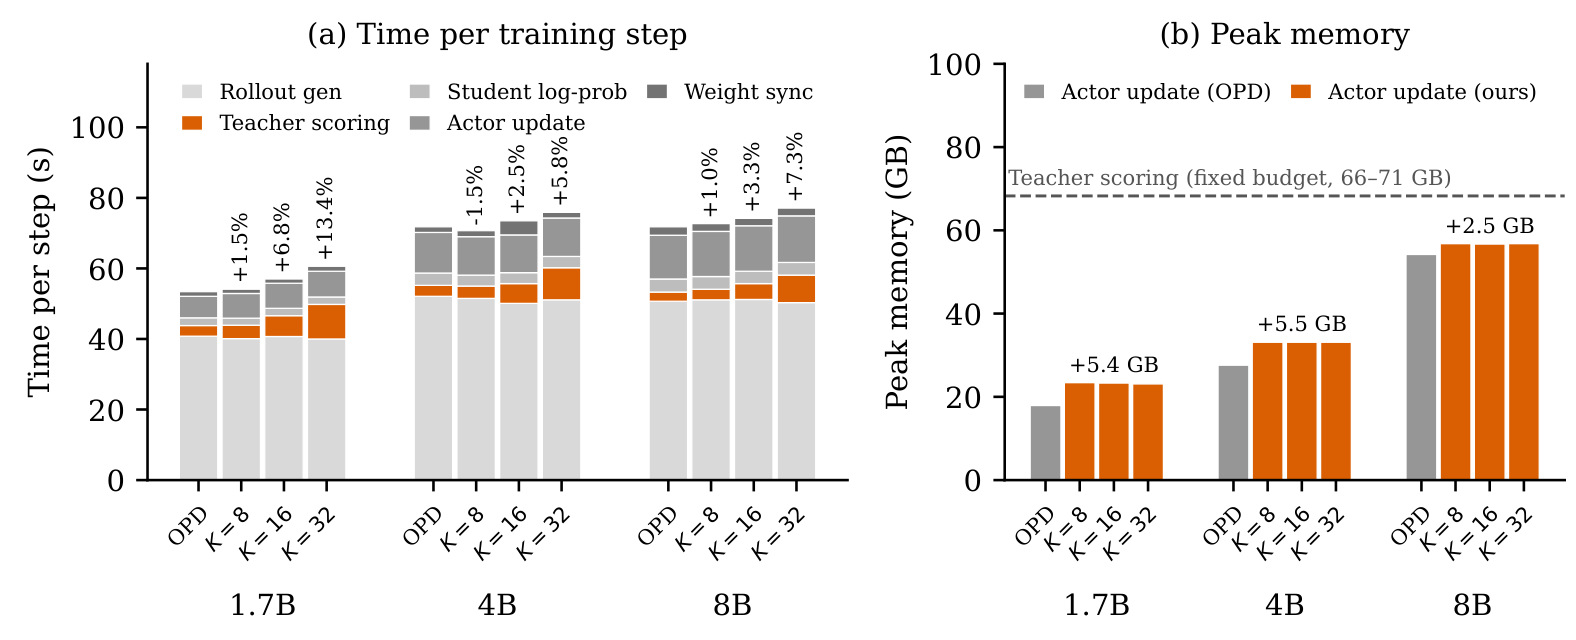 (a) Time per training step
Rollout gen
Teacher scoring
Student log-prob
Actor update
Weight sync
Time per step (s)
100
80
60
40
20
0
+1.5%
+6.8%
+13.4%
-1.5%
+2.5%
+5.8%
+1.0%
+3.3%
+7.3%
OPD
K = 8
K = 16
K = 32
OPD
K = 8
K = 16
K = 32
OPD
K = 8
K = 16
K = 32
1.7B
4B
8B
(b) Peak memory
Actor update (OPD)
Actor update (ours)
Peak memory (GB)
100
80
60
40
20
0
Teacher scoring (fixed budget, 66–71 GB)
+5.4 GB
+5.5 GB
+2.5 GB
OPD
K = 8
K = 16
K = 32
OPD
K = 8
K = 16
K = 32
OPD
K = 8
K = 16
K = 32
1.7B
4B
8B